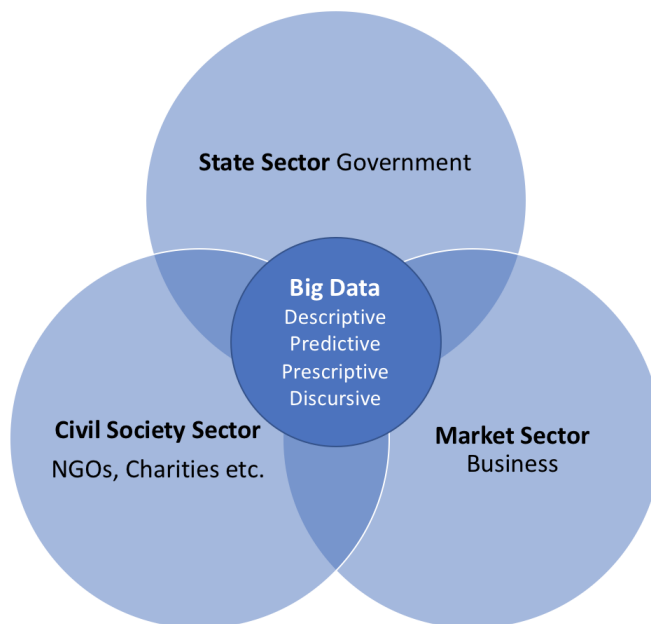 State Sector Government
Big Data
Descriptive
Predictive
Prescriptive
Discursive
Civil Society Sector
NGOs, Charities etc.
Market Sector
Business